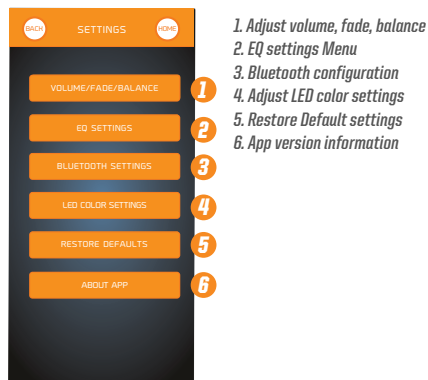 BACK SETTINGS HOME
VOLUME/FADE/BALANCE 1
EQ SETTINGS 2
BLUETOOTH SETTINGS 3
LED COLOR SETTINGS 4
RESTORE DEFAULTS 5
ABOUT APP 6
1. Adjust volume, fade, balance
2. EQ settings Menu
3. Bluetooth configuration
4. Adjust LED color settings
5. Restore Default settings
6. App version information